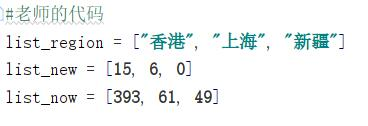 #老师的代码
list_region = ["香港", "上海", "新疆"]
list_new = [15, 6, 0]
list_now = [393, 61, 49]